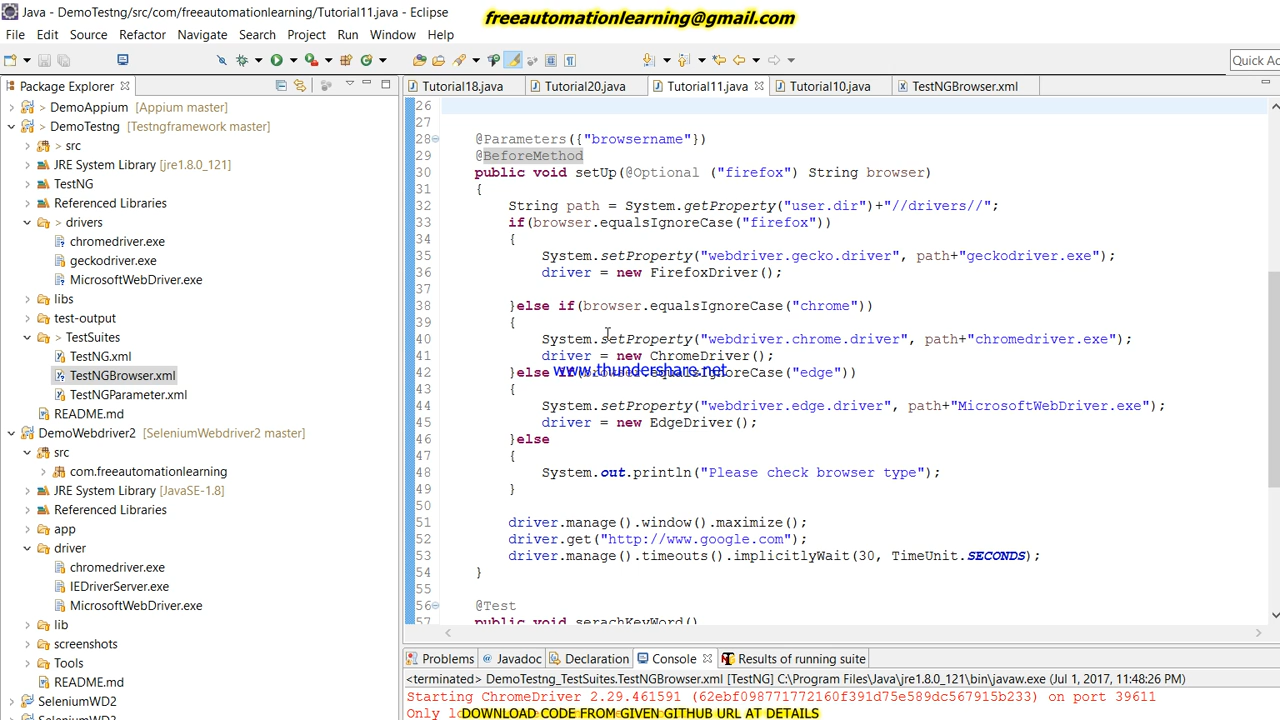 Java - DemoTestng/src/com/freeautomationlearning/Tutorial11.java - Eclipse
freeautomationlearning@gmail.com
File Edit Source Refactor Navigate Search Project Run Window Help
Quick Ac
Package Explorer
> DemoAppium [Appium master]
> DemoTestng [Testngframework master]
> src
JRE System Library [jre1.8.0_121]
TestNG
Referenced Libraries
> drivers
chromedriver.exe
geckodriver.exe
MicrosoftWebDriver.exe
libs
test-output
> TestSuites
TestNG.xml
TestNGBrowser.xml
TestNGParameter.xml
README.md
DemoWebdriver2 [SeleniumWebdriver2 master]
src
com.freeautomationlearning
JRE System Library [JavaSE-1.8]
Referenced Libraries
app
driver
chromedriver.exe
IEDriverServer.exe
MicrosoftWebDriver.exe
lib
screenshots
Tools
README.md
SeleniumWD2
Tutorial18.java Tutorial20.java Tutorial11.java Tutorial10.java TestNGBrowser.xml
26
27
28 @Parameters({"browsername"})
29 @BeforeMethod
30 public void setUp(@Optional ("firefox") String browser)
31 {
32 String path = System.getProperty("user.dir")+"//drivers//";
33 if(browser.equalsIgnoreCase("firefox"))
34 {
35 System.setProperty("webdriver.gecko.driver", path+"geckodriver.exe");
36 driver = new FirefoxDriver();
37
38 }else if(browser.equalsIgnoreCase("chrome"))
39 {
40 System.setProperty("webdriver.chrome.driver", path+"chromedriver.exe");
41 driver = new ChromeDriver();
www.thundershare.net
42 }else if(browser.equalsIgnoreCase("edge"))
43 {
44 System.setProperty("webdriver.edge.driver", path+"MicrosoftWebDriver.exe");
45 driver = new EdgeDriver();
46 }else
47 {
48 System.out.println("Please check browser type");
49 }
50
51 driver.manage().window().maximize();
52 driver.get("http://www.google.com");
53 driver.manage().timeouts().implicitlyWait(30, TimeUnit.SECONDS);
54 }
55
56 @Test
57 public void serachKeyWord()
Problems Javadoc Declaration Console Results of running suite
<terminated> DemoTestng_TestSuites.TestNGBrowser.xml [TestNG] C:\Program Files\Java\jre1.8.0_121\bin\javaw.exe (Jul 1, 2017, 11:48:26 PM)
Starting ChromeDriver 2.29.461591 (62ebf098771772160f391d75e589dc567915b233) on port 39611
Only
DOWNLOAD CODE FROM GIVEN GITHUB URL AT DETAILS